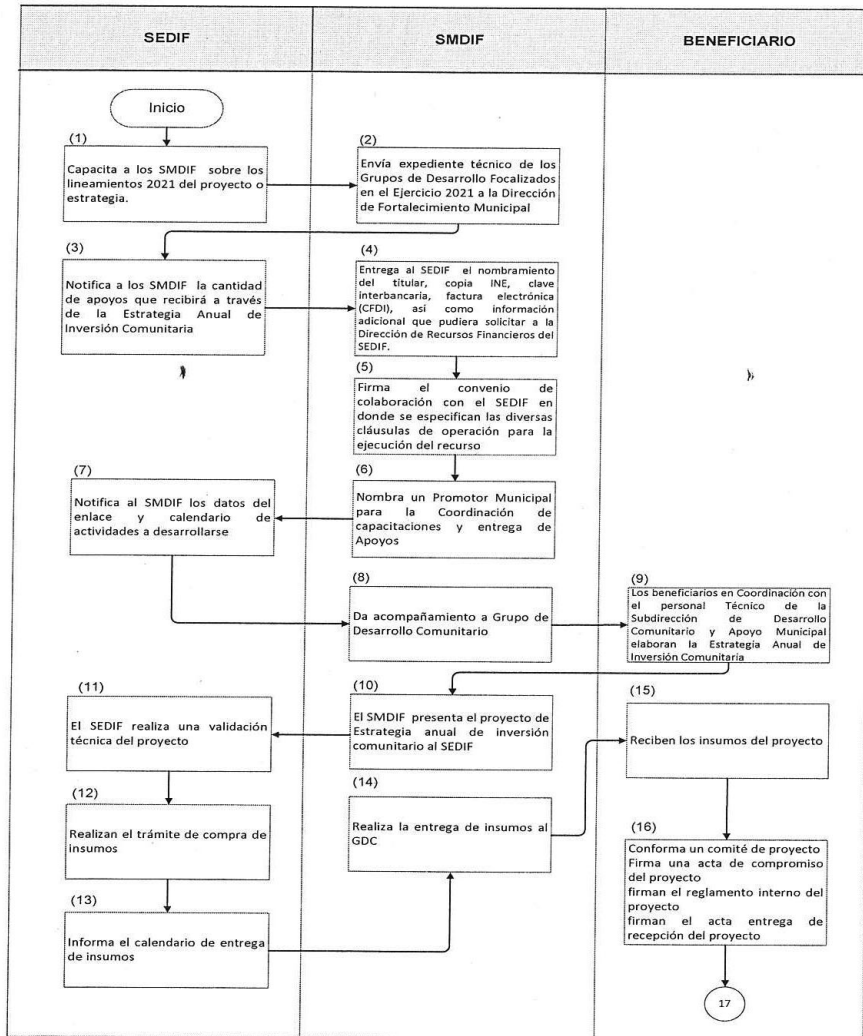 SEDIF
SMDIF
BENEFICIARIO
Inicio
(1)
Capacita a los SMDIF sobre los
lineamientos 2021 del proyecto o
estrategia.
(2)
Envía expediente técnico de los
Grupos de Desarrollo Focalizados
en el Ejercicio 2021 a la Dirección
de Fortalecimiento Municipal
(3)
Notifica a los SMDIF la cantidad
de apoyos que recibirá a través
de la Estrategia Anual de
Inversión Comunitaria
(4)
Entrega al SEDIF el nombramiento
del titular, copia INE, clave
interbancaria, factura electrónica
(CFDI), así como información
adicional que pudiera solicitar a la
Dirección de Recursos Financieros del
SEDIF.
(5)
Firma el convenio de
colaboración con el SEDIF en
donde se especifican las diversas
cláusulas de operación para la
ejecución del recurso
(6)
Nombra un Promotor Municipal
para la Coordinación de
capacitaciones y entrega de
Apoyos
(7)
Notifica al SMDIF los datos del
enlace y calendario de
actividades a desarrollarse
(8)
Da acompañamiento a Grupo de
Desarrollo Comunitario
(9)
Los beneficiarios en Coordinación con
el personal Técnico de la
Subdirección de Desarrollo
Comunitario y Apoyo Municipal
elaboran la Estrategia Anual de
Inversión Comunitaria
(10)
El SMDIF presenta el proyecto de
Estrategia anual de inversión
comunitario al SEDIF
(11)
El SEDIF realiza una validación
técnica del proyecto
(12)
Realizan el trámite de compra de
insumos
(13)
Informa el calendario de entrega
de insumos
(14)
Realiza la entrega de insumos al
GDC
(15)
Reciben los insumos del proyecto
(16)
Conforma un comité de proyecto
Firma una acta de compromiso
del proyecto
firman el reglamento interno del
proyecto
firman el acta entrega de
recepción del proyecto
17